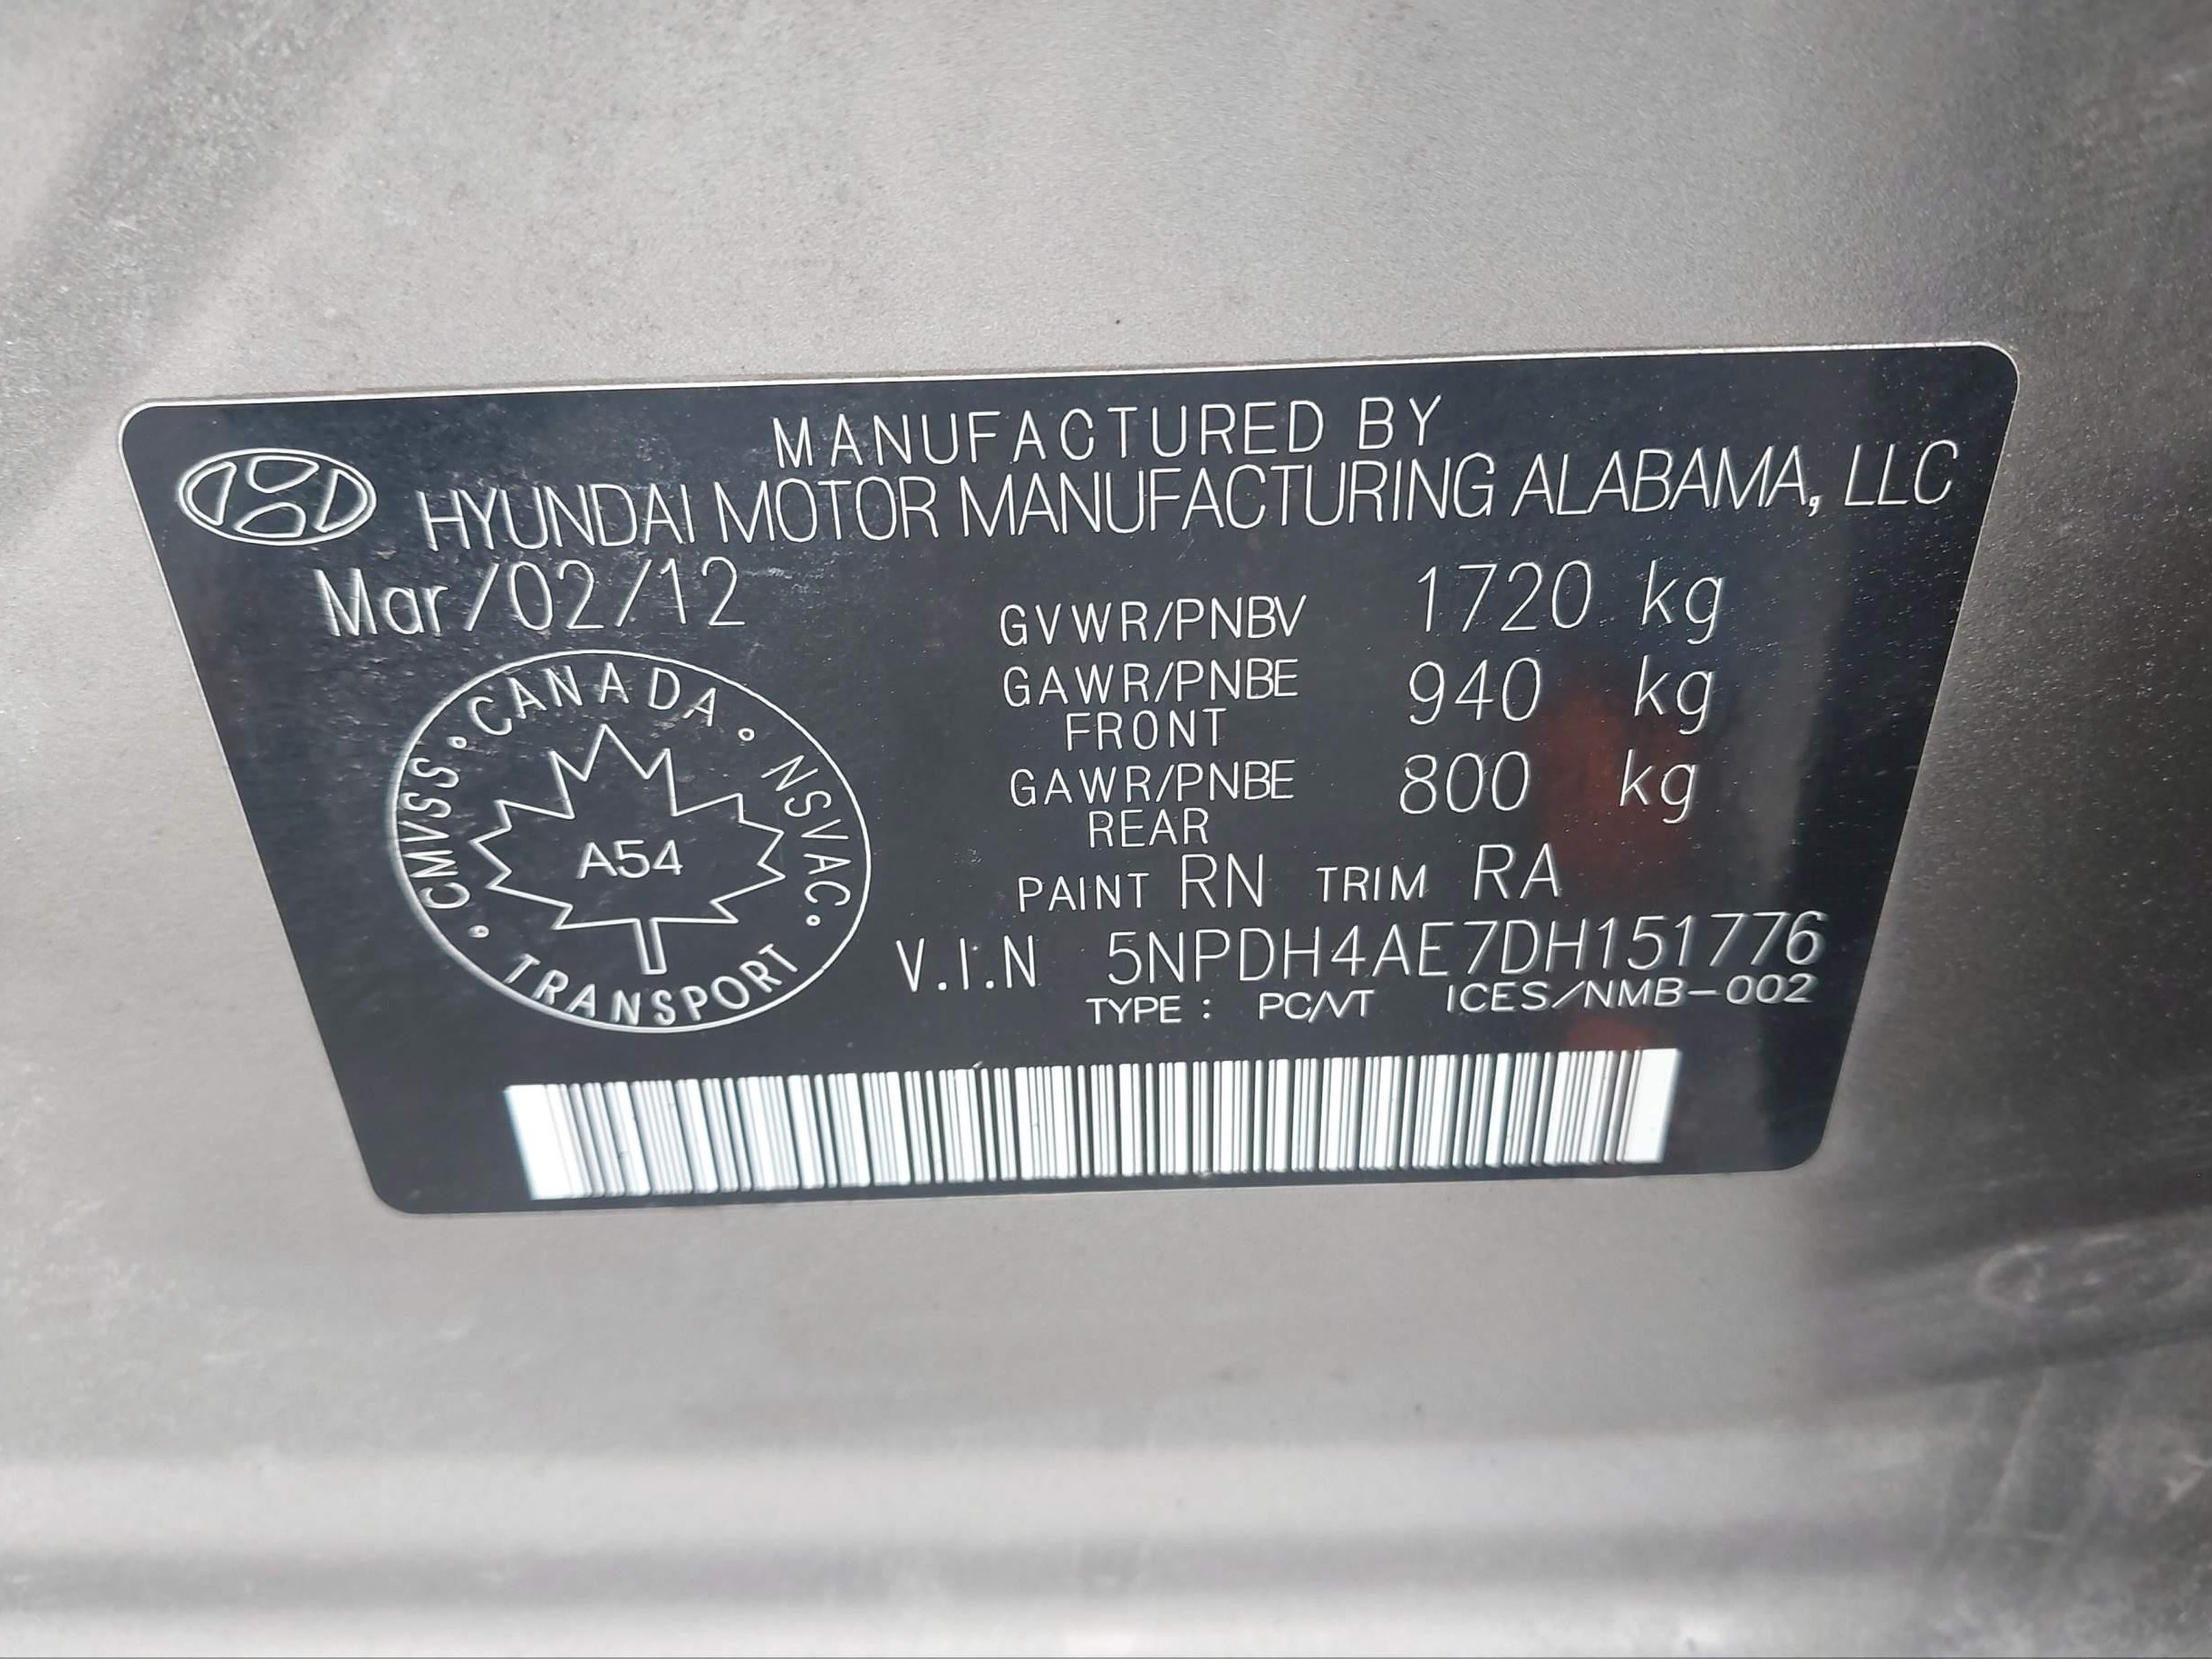 MANUFACTURED BY
HYUNDAI MOTOR MANUFACTURING ALABAMA, LLC
Mar/02/12
GVWR/PNBV 1720 kg
GAWR/PNBE 940 kg
FRONT
GAWR/PNBE 800 kg
REAR
PAINT RN TRIM RA
V.I.N 5NPDH4AE7DH151776
TYPE : PC/VT ICES/NMB-002
CMVSS · CANADA · NSVAC · TRANSPORT
A54